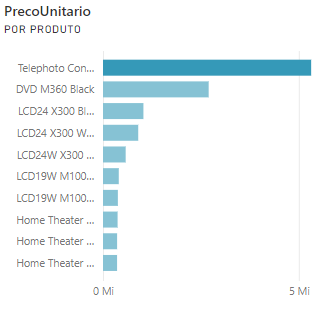 PrecoUnitario
POR PRODUTO
Telephoto Con...
DVD M360 Black
LCD24 X300 Bl...
LCD24 X300 W...
LCD24W X300 ...
LCD19W M100...
LCD19W M100...
Home Theater ...
Home Theater ...
Home Theater ...
0 Mi
5 Mi